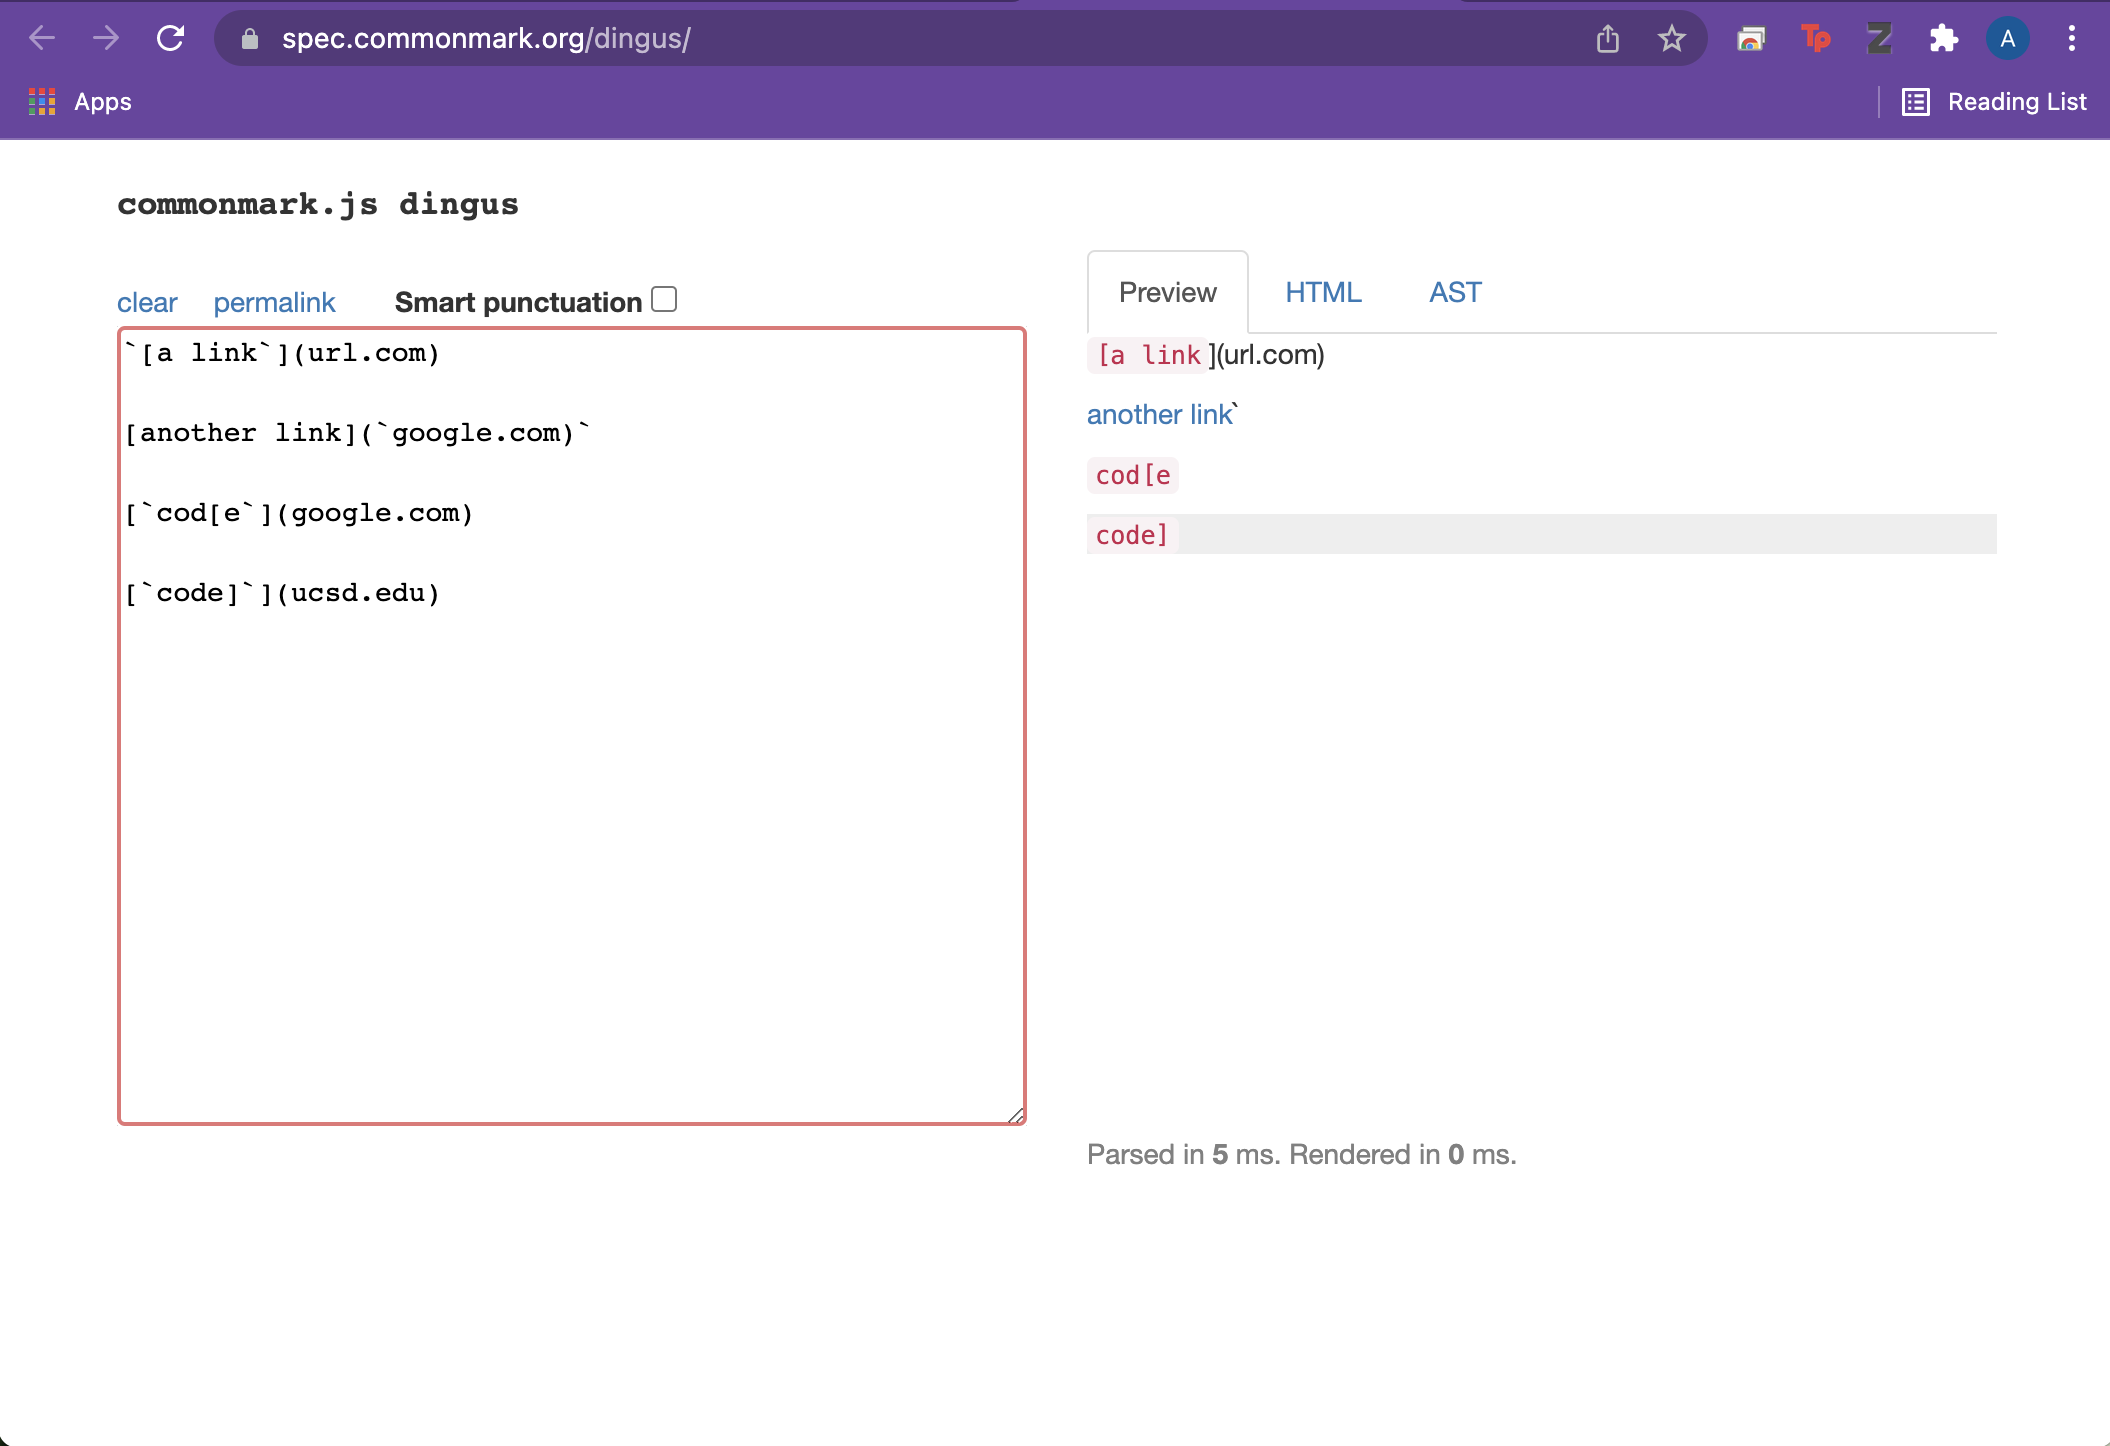 spec.commonmark.org/dingus/
Tp
Z
A
Apps
Reading List
commonmark.js dingus
clear permalink Smart punctuation
Preview HTML AST
`[a link`](url.com)
[another link](`google.com)`
[`cod[e`](google.com)
[`code]`](ucsd.edu)
[a link](url.com)
another link`
cod[e
code]
Parsed in 5 ms. Rendered in 0 ms.